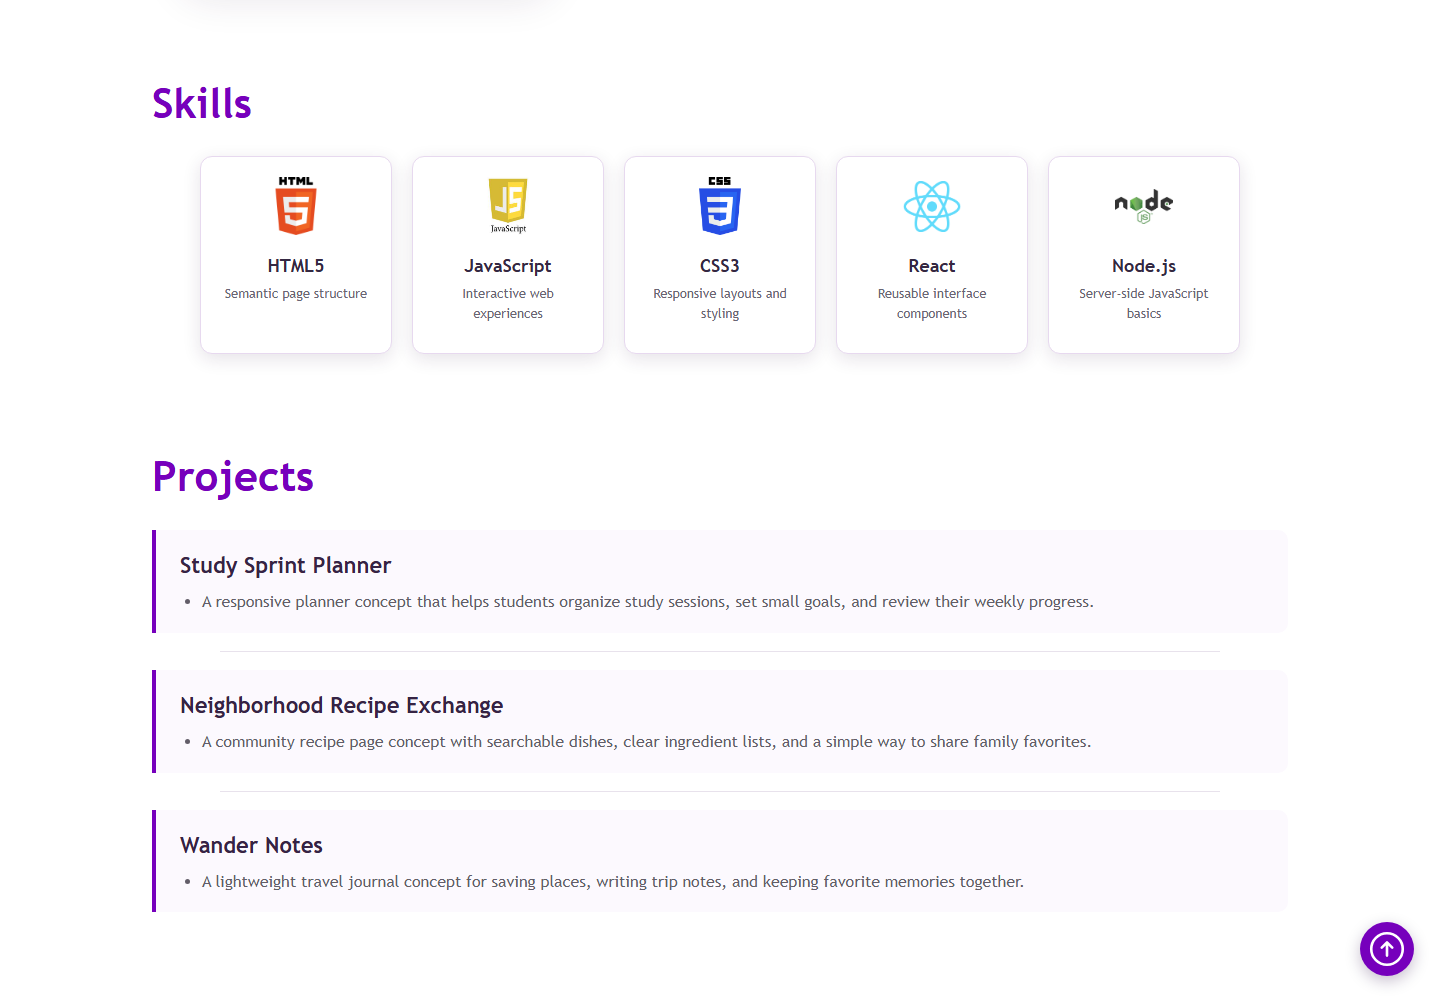 Skills
HTML
5
HTML5
Semantic page structure
JS
JavaScript
JavaScript
Interactive web
experiences
CSS
3
CSS3
Responsive layouts and
styling
React
Reusable interface
components
node
JS
Node.js
Server-side JavaScript
basics
Projects
Study Sprint Planner
• A responsive planner concept that helps students organize study sessions, set small goals, and review their weekly progress.
Neighborhood Recipe Exchange
• A community recipe page concept with searchable dishes, clear ingredient lists, and a simple way to share family favorites.
Wander Notes
• A lightweight travel journal concept for saving places, writing trip notes, and keeping favorite memories together.